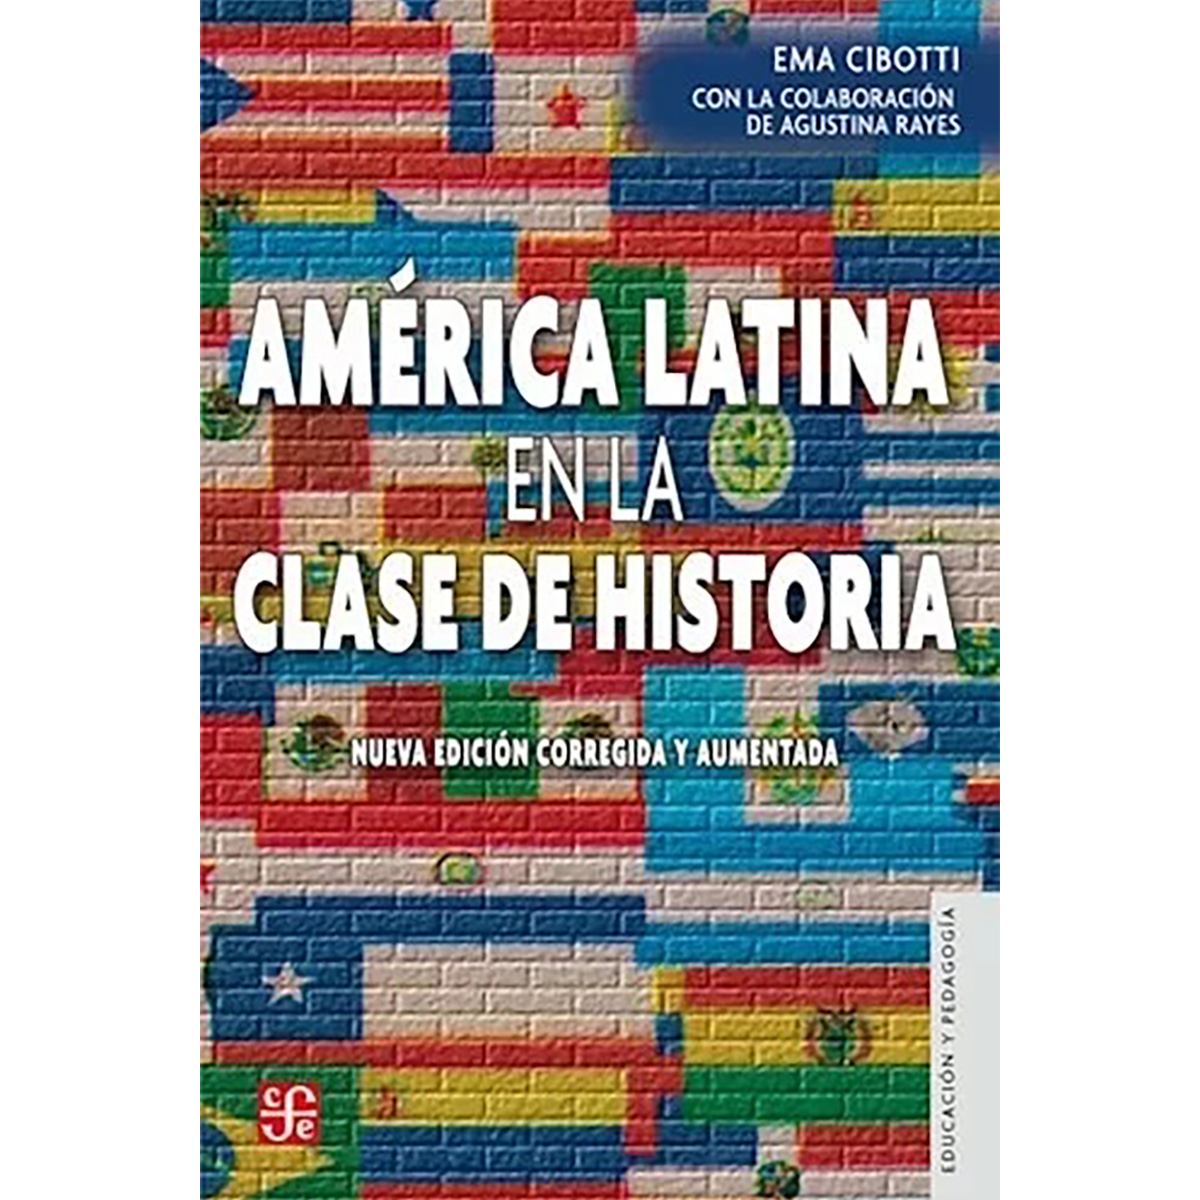 EMA CIBOTTI
CON LA COLABORACIÓN
DE AGUSTINA RAYES
AMÉRICA LATINA
EN LA
CLASE DE HISTORIA
NUEVA EDICIÓN CORREGIDA Y AUMENTADA
EDUCACIÓN Y PEDAGOGÍA
cfe